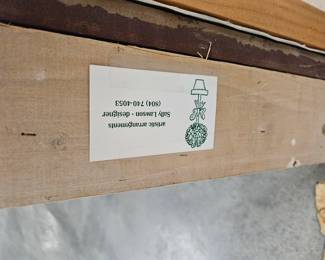 artistic arrangements
Sally Lawson - designer
(804) 740-4053